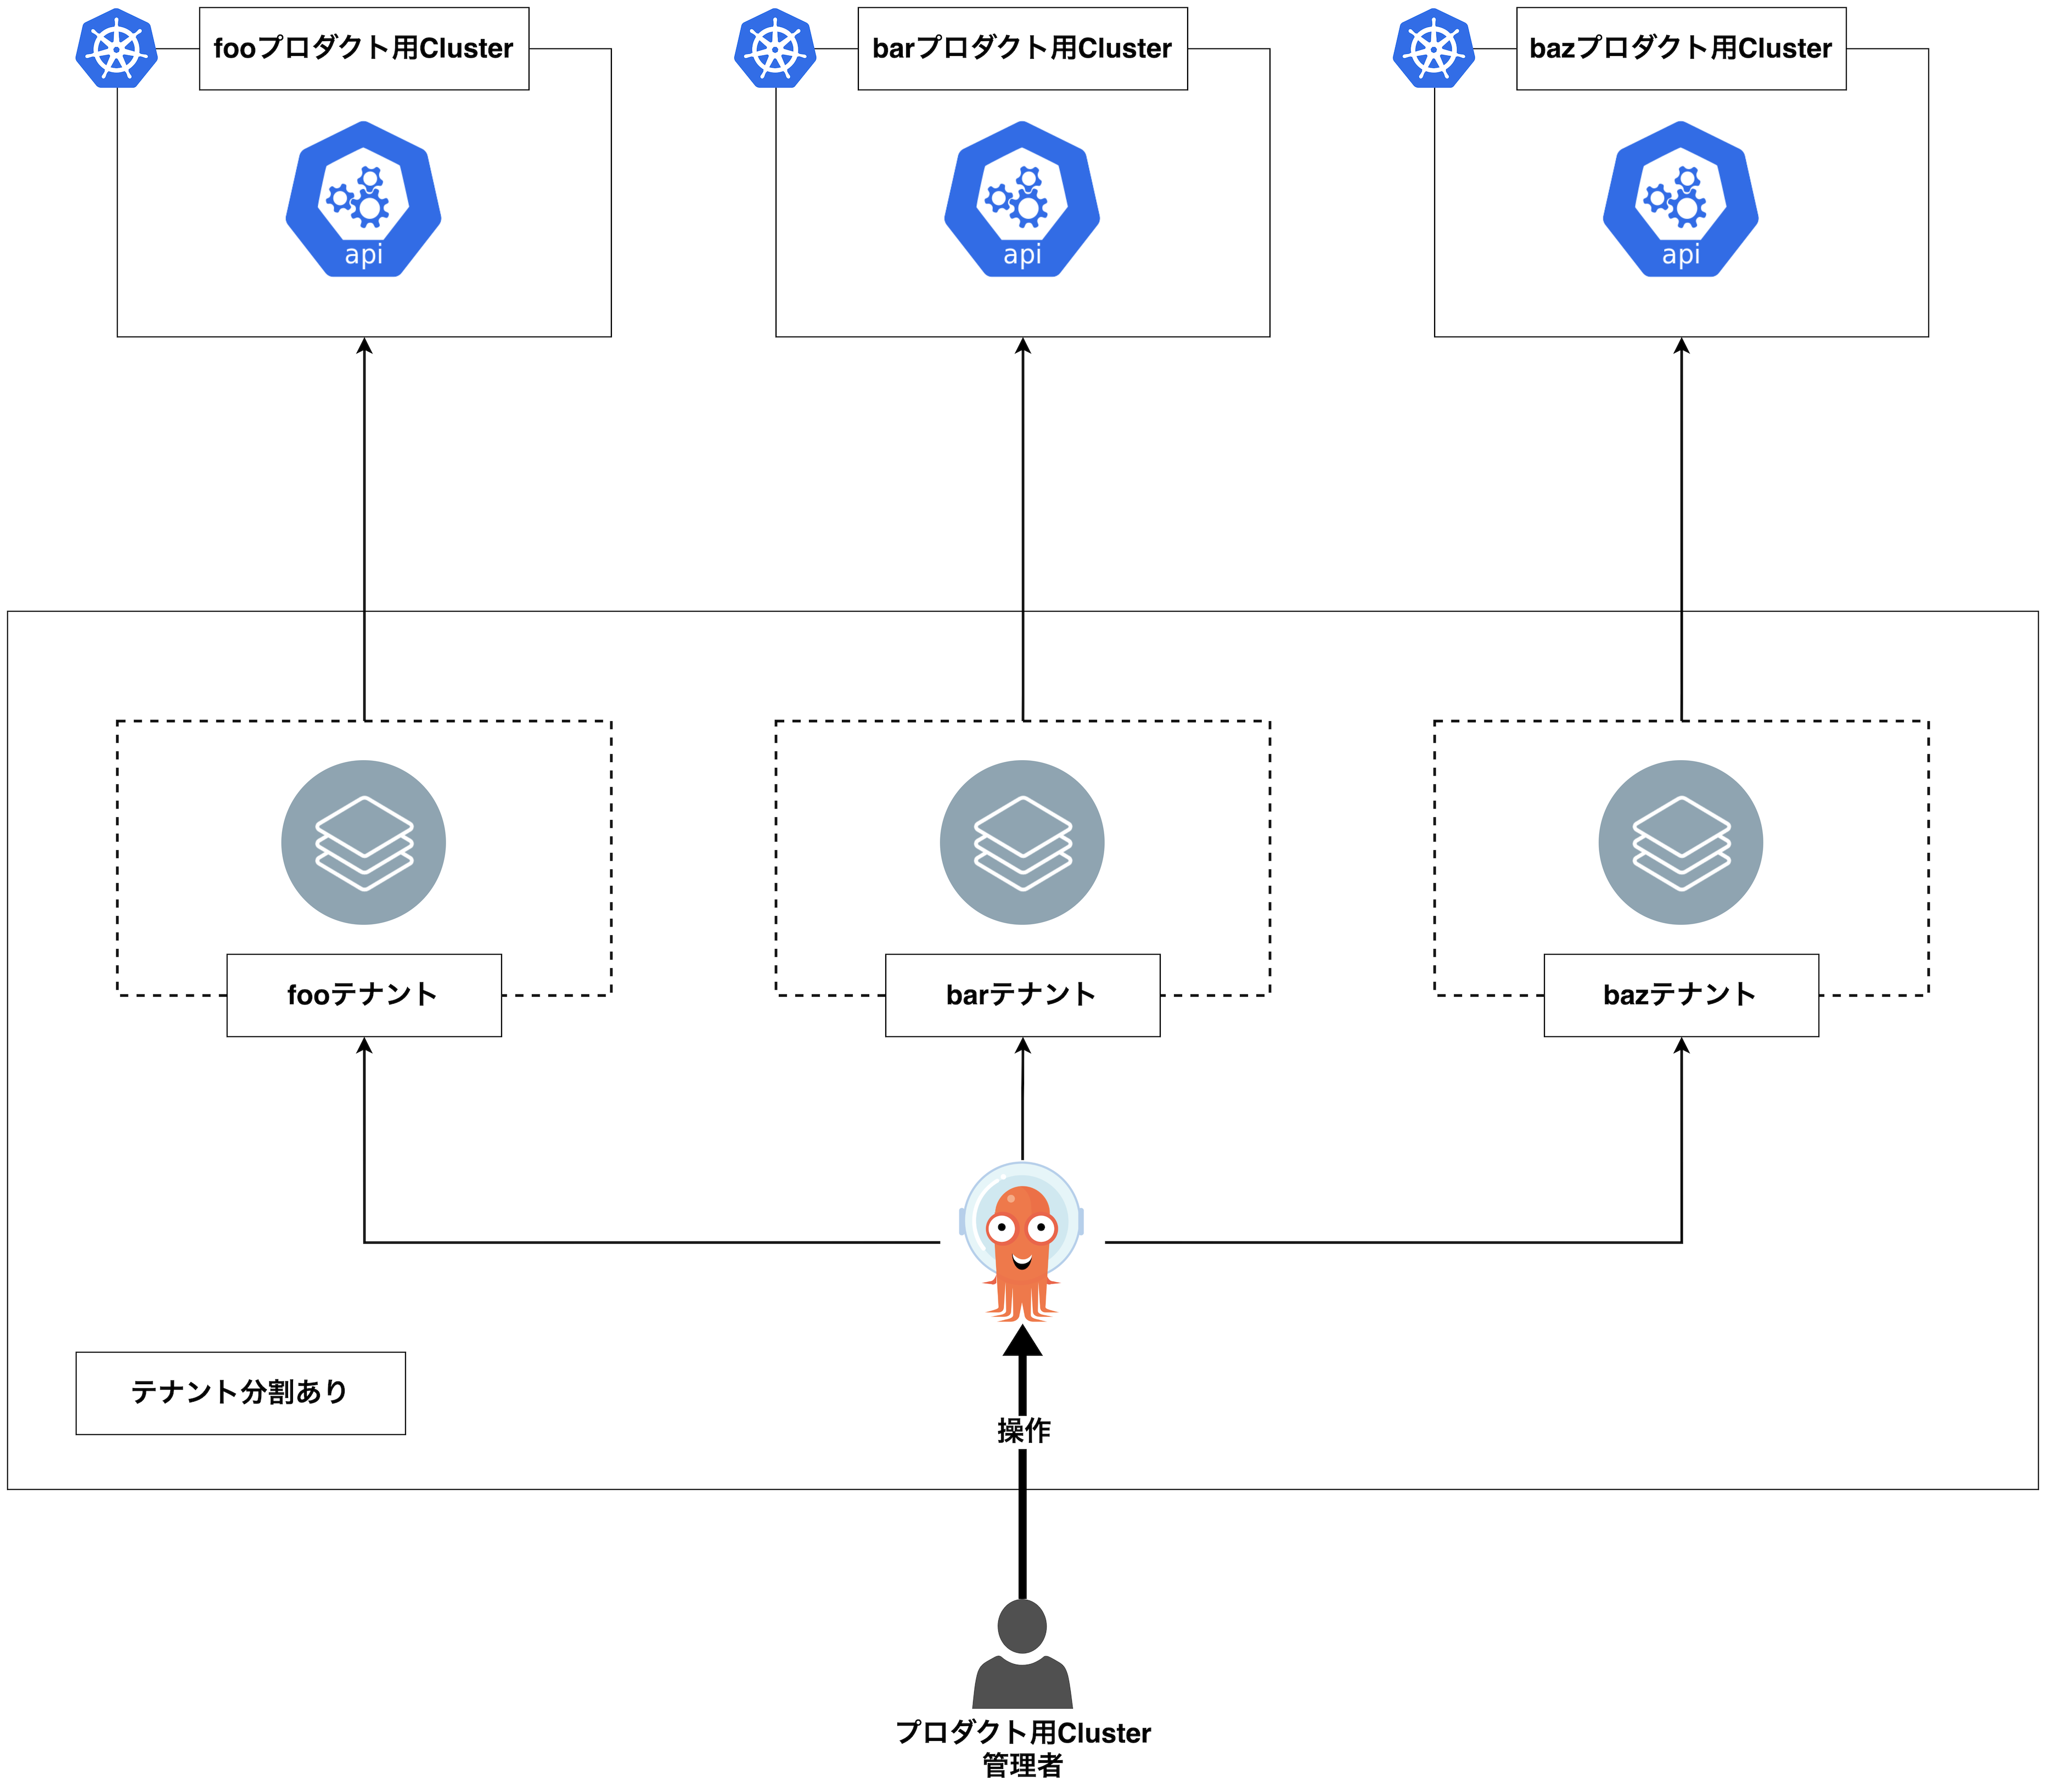 fooプロダクト用Cluster
barプロダクト用Cluster
bazプロダクト用Cluster
api
api
api
fooテナント
barテナント
bazテナント
テナント分割あり
操作
プロダクト用Cluster
管理者